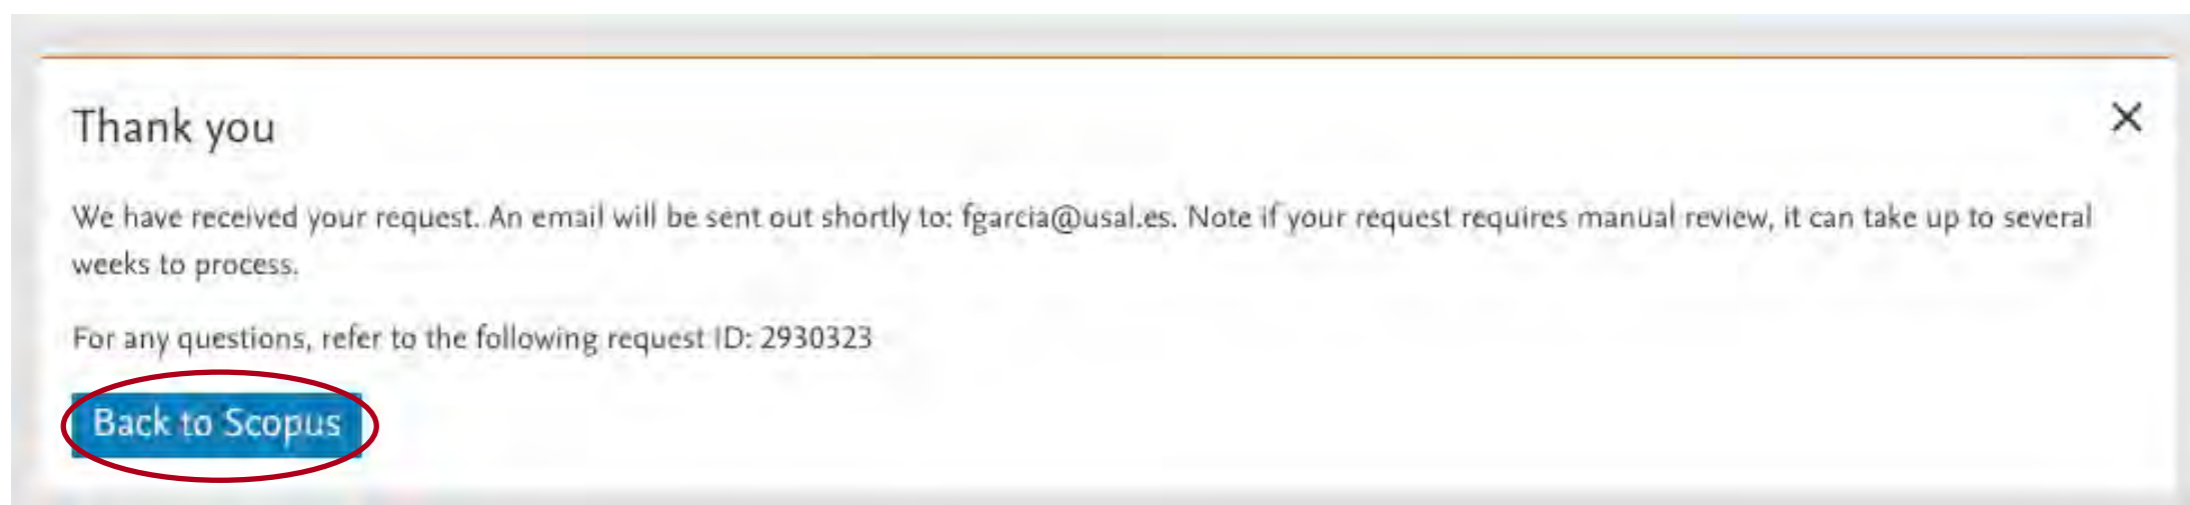 Thank you
We have received your request. An email will be sent out shortly to: fgarcia@usal.es. Note if your request requires manual review, it can take up to several
weeks to process.
For any questions, refer to the following request ID: 2930323
Back to Scopus